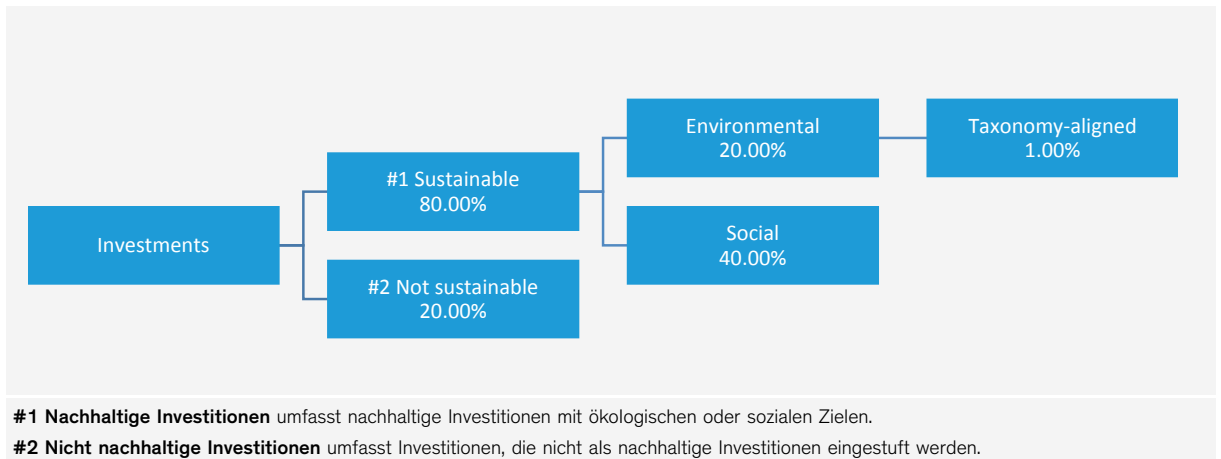 Environmental
20.00%
Taxonomy-aligned
1.00%
#1 Sustainable
80.00%
Investments
Social
40.00%
#2 Not sustainable
20.00%
#1 Nachhaltige Investitionen umfasst nachhaltige Investitionen mit ökologischen oder sozialen Zielen.
#2 Nicht nachhaltige Investitionen umfasst Investitionen, die nicht als nachhaltige Investitionen eingestuft werden.